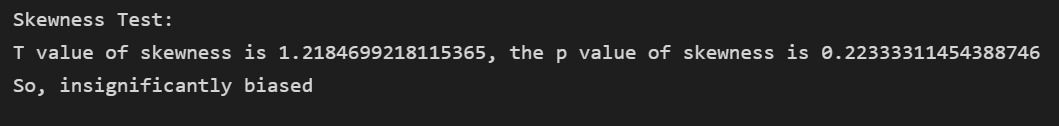 Skewness Test:
T value of skewness is 1.2184699218115365, the p value of skewness is 0.22333311454388746
So, insignificantly biased